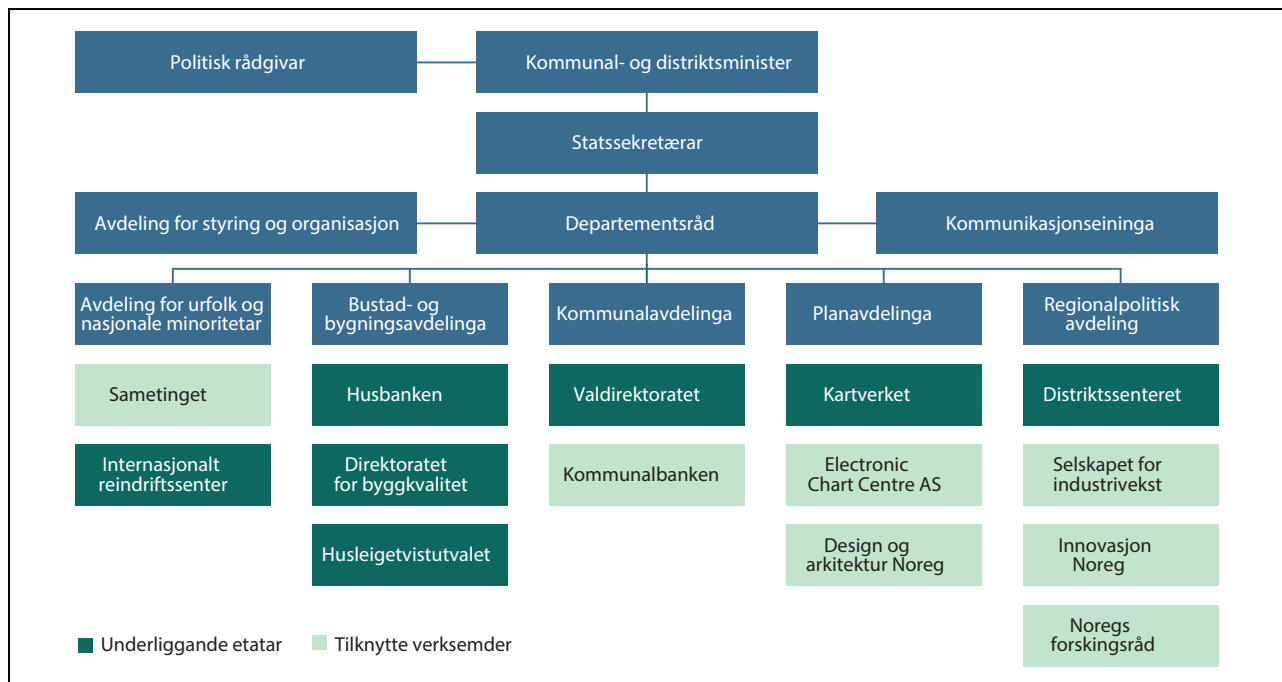 Politisk rådgivar
Kommunal- og distriktsminister
Statssekretærar
Avdeling for styring og organisasjon
Departementsråd
Kommunikasjonseininga
Avdeling for urfolk og
nasjonale minoritetar
Bustad- og
bygningsavdelinga
Kommunalavdelinga
Planavdelinga
Regionalpolitisk
avdeling
Sametinget
Husbanken
Valdirektoratet
Kartverket
Distriktssenteret
Internasjonalt
reindriftssenter
Direktoratet
for byggkvalitet
Kommunalbanken
Electronic
Chart Centre AS
Selskapet for
industrivekst
Husleigetvistutvalet
Design og
arkitektur Noreg
Innovasjon
Noreg
Noregs
forskingsråd
Underliggande etatar
Tilknytte verksemder